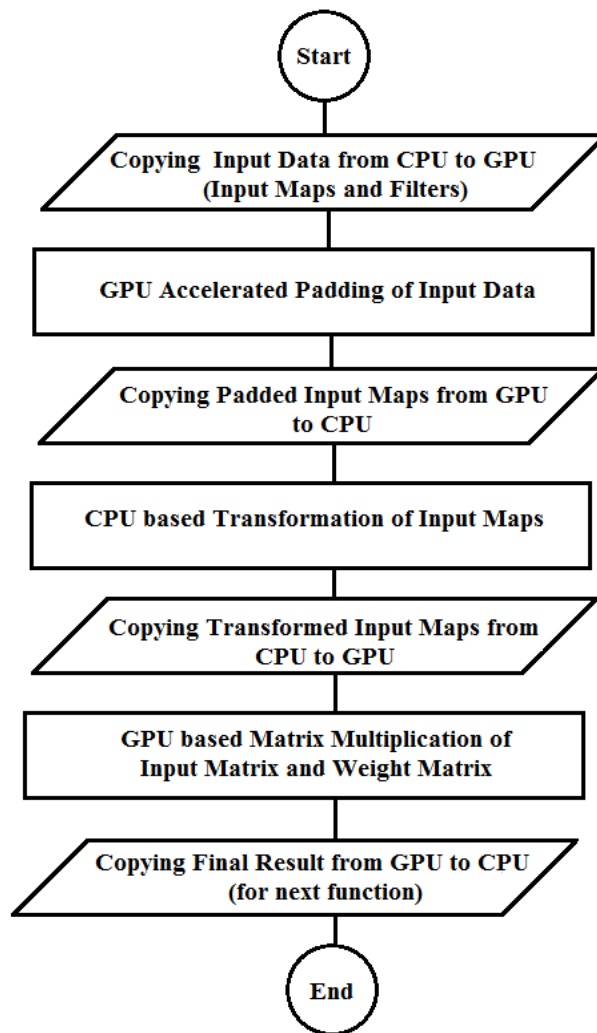 Start
Copying Input Data from CPU to GPU
(Input Maps and Filters)
GPU Accelerated Padding of Input Data
Copying Padded Input Maps from GPU
to CPU
CPU based Transformation of Input Maps
Copying Transformed Input Maps from
CPU to GPU
GPU based Matrix Multiplication of
Input Matrix and Weight Matrix
Copying Final Result from GPU to CPU
(for next function)
End